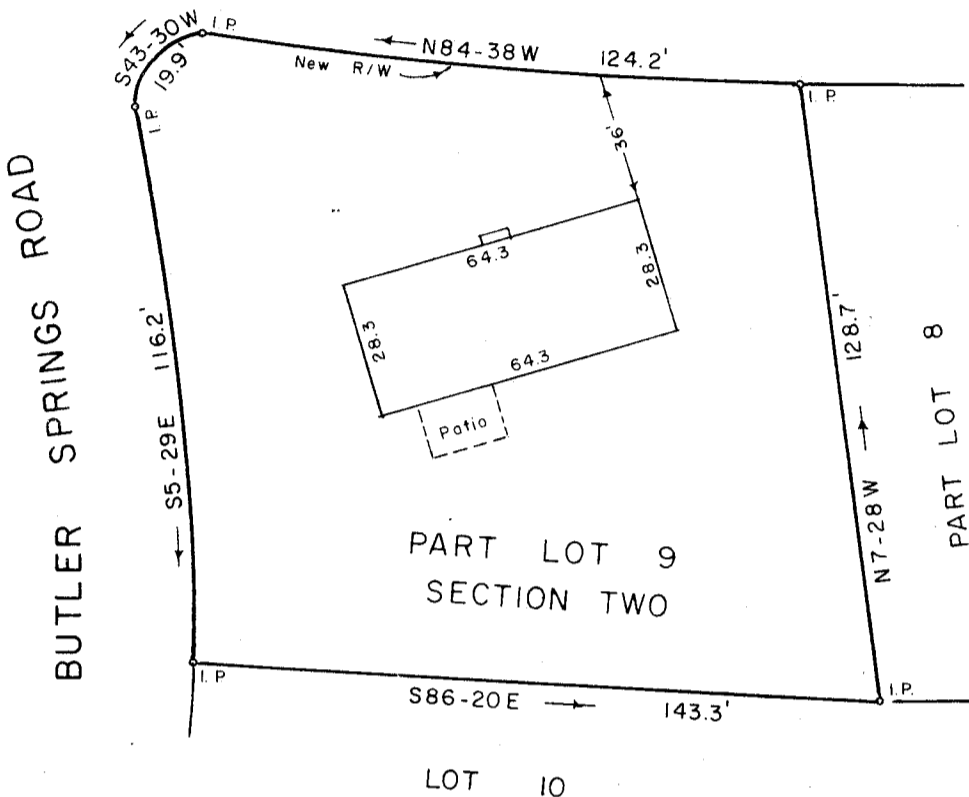 S43-30W
19.9'
I.P.
I.P.
N84-38W 124.2'
New R/W
I.P.
36'
64.3
28.3
28.3
64.3
Patio
BUTLER SPRINGS ROAD
S5-29E 116.2'
N7-28W 128.7'
PART LOT 8
PART LOT 9
SECTION TWO
I.P
I.P.
S86-20E 143.3'
LOT 10